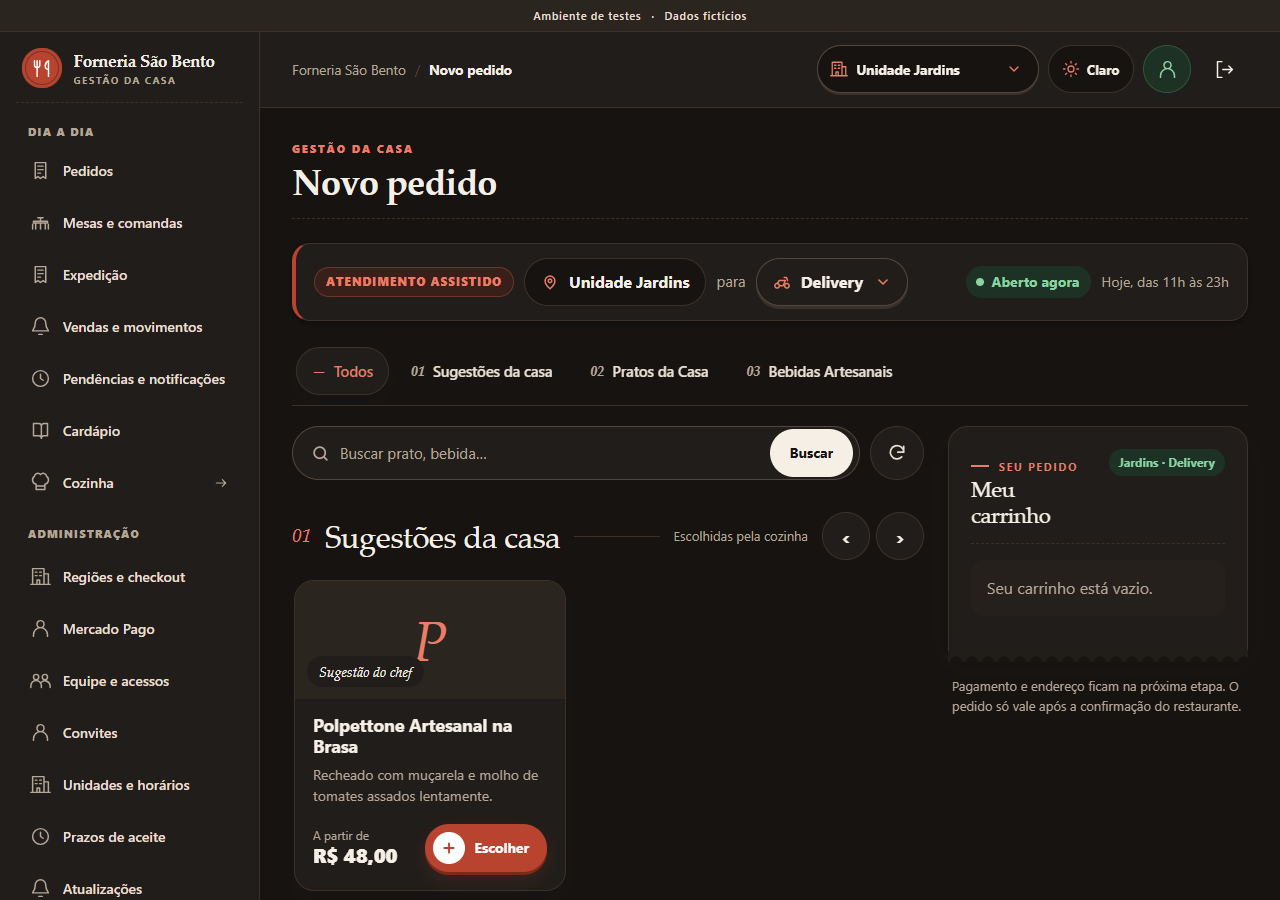 Ambiente de testes · Dados fictícios
Forneria São Bento
GESTÃO DA CASA
DIA A DIA
Pedidos
Mesas e comandas
Expedição
Vendas e movimentos
Pendências e notificações
Cardápio
Cozinha →
ADMINISTRAÇÃO
Regiões e checkout
Mercado Pago
Equipe e acessos
Convites
Unidades e horários
Prazos de aceite
Atualizações
Forneria São Bento / Novo pedido
Unidade Jardins
Claro
GESTÃO DA CASA
Novo pedido
ATENDIMENTO ASSISTIDO Unidade Jardins para Delivery
Aberto agora Hoje, das 11h às 23h
— Todos 01 Sugestões da casa 02 Pratos da Casa 03 Bebidas Artesanais
Buscar prato, bebida... Buscar
01 Sugestões da casa Escolhidas pela cozinha ‹ ›
P
Sugestão do chef
Polpettone Artesanal na
Brasa
Recheado com muçarela e molho de
tomates assados lentamente.
A partir de
R$ 48,00
+ Escolher
— SEU PEDIDO
Jardins · Delivery
Meu
carrinho
Seu carrinho está vazio.
Pagamento e endereço ficam na próxima etapa. O
pedido só vale após a confirmação do restaurante.